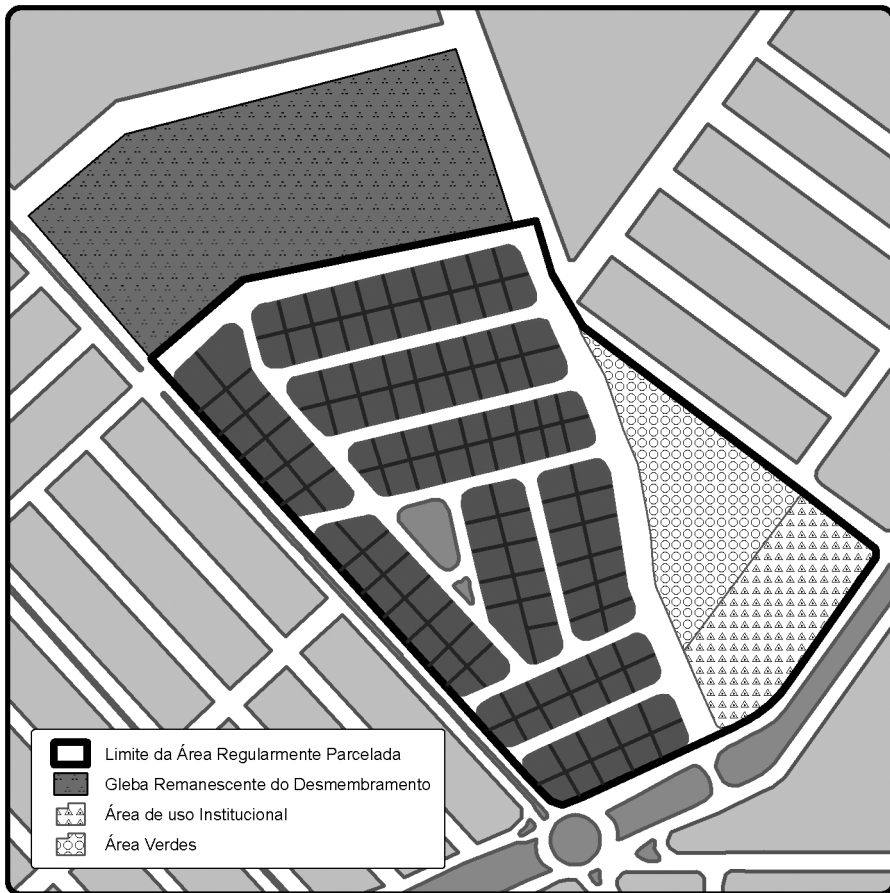 Limite da Área Regularmente Parcelada
Gleba Remanescente do Desmembramento
Área de uso Institucional
Área Verdes